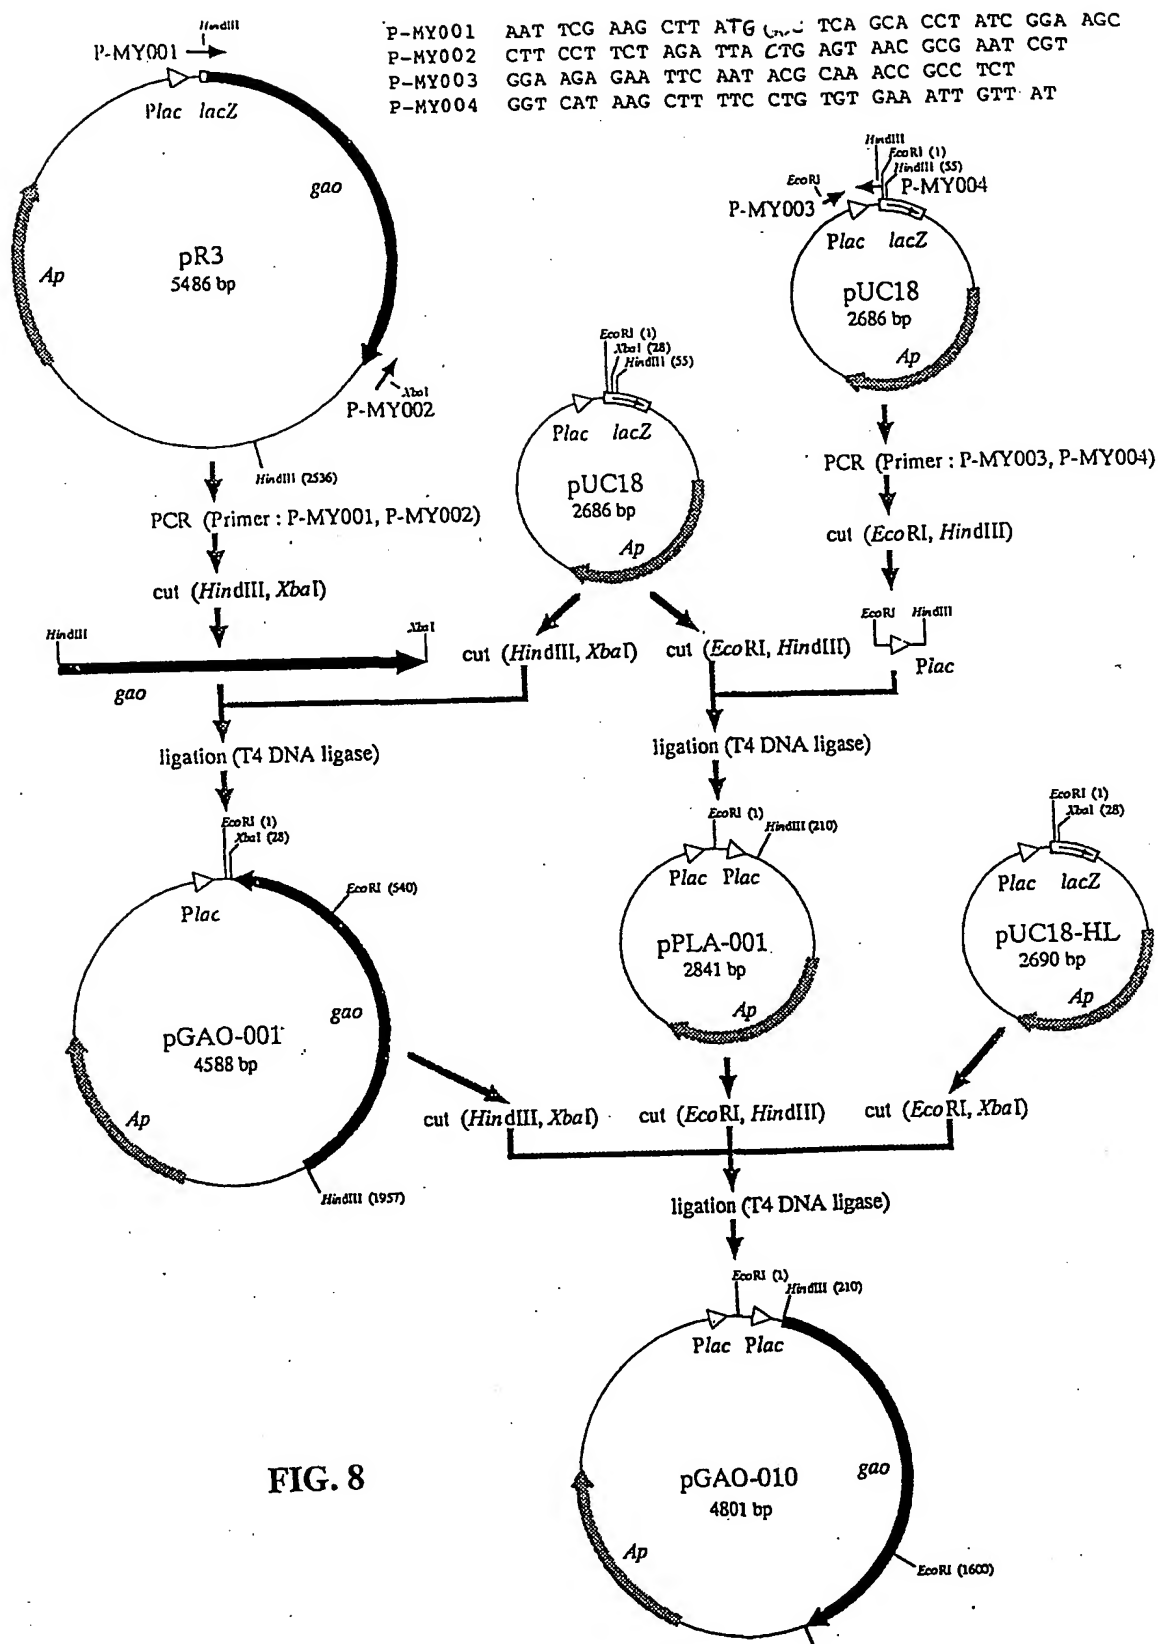 HindIII
P-MY001
P-MY001 AAT TCG AAG CTT ATG TCA GCA CCT ATC GGA AGC
P-MY002 CTT CCT TCT AGA TTA CTG AGT AAC GCG AAT CGT
P-MY003 GGA AGA GAA TTC AAT ACG CAA ACC GCC TCT
P-MY004 GGT CAT AAG CTT TTC CTG TGT GAA ATT GTT AT
Plac lacZ
gao
Ap
pR3
5486 bp
XbaI
P-MY002
HindIII (2536)
HindIII
EcoRI (1)
HindIII (55)
EcoRI
P-MY004
P-MY003
Plac lacZ
pUC18
2686 bp
Ap
EcoRI (1)
XbaI (28)
HindIII (55)
Plac lacZ
pUC18
2686 bp
Ap
PCR (Primer : P-MY001, P-MY002)
PCR (Primer : P-MY003, P-MY004)
cut (HindIII, XbaI)
cut (EcoRI, HindIII)
HindIII
XbaI
gao
cut (HindIII, XbaI)
cut (EcoRI, HindIII)
EcoRI HindIII
Plac
ligation (T4 DNA ligase)
ligation (T4 DNA ligase)
EcoRI (1)
XbaI (28)
EcoRI (540)
Plac
gao
pGAO-001
4588 bp
Ap
HindIII (1957)
EcoRI (1)
HindIII (210)
Plac Plac
pPLA-001
2841 bp
Ap
EcoRI (1)
XbaI (28)
Plac lacZ
pUC18-HL
2690 bp
Ap
cut (HindIII, XbaI)
cut (EcoRI, HindIII)
cut (EcoRI, XbaI)
ligation (T4 DNA ligase)
EcoRI (1)
HindIII (210)
Plac Plac
gao
pGAO-010
4801 bp
Ap
EcoRI (1600)
FIG. 8